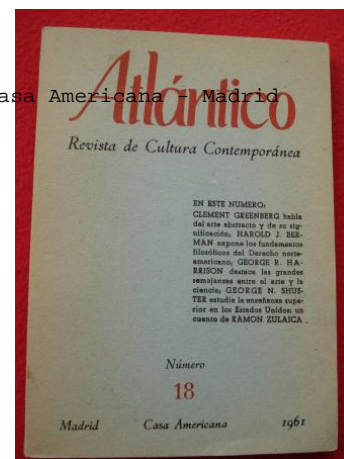 asa Americana - Madrid
Atlántico
Revista de Cultura Contemporánea
EN ESTE NUMERO:
CLEMENT GREENBERG habla
del arte abstracto y de su sig-
nificación; HAROLD J. BER-
MAN expone los fundamentos
filosóficos del Derecho norte-
americano; GEORGE R. HA-
RRISON destaca las grandes
semejanzas entre el arte y la
ciencia; GEORGE N. SHUS-
TER estudia la enseñanza supe-
rior en los Estados Unidos; un
cuento de RAMON ZULAICA.
Número
18
Madrid Casa Americana 1961